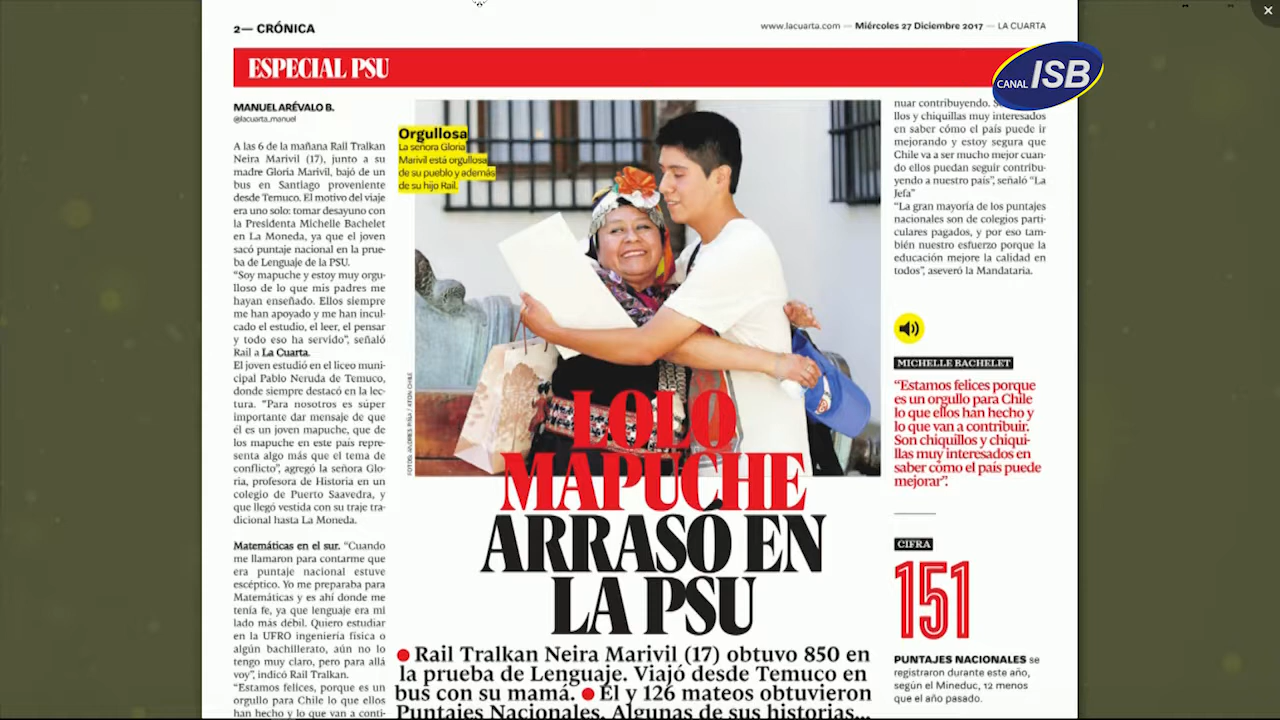 2— CRÓNICA
www.lacuarta.com — Miércoles 27 Diciembre 2017 — LA CUARTA
ESPECIAL PSU
CANAL ISB
MANUEL ARÉVALO B.
@lacuarta_manuel
A las 6 de la mañana Rail Tralkan
Neira Marivil (17), junto a su
madre Gloria Marivil, bajó de un
bus en Santiago proveniente
desde Temuco. El motivo del viaje
era uno solo: tomar desayuno con
la Presidenta Michelle Bachelet
en La Moneda, ya que el joven
sacó puntaje nacional en la prue-
ba de Lenguaje de la PSU.
“Soy mapuche y estoy muy orgu-
lloso de lo que mis padres me
hayan enseñado. Ellos siempre
me han apoyado y me han incul-
cado el estudio, el leer, el pensar
y todo eso ha servido”, señaló
Rail a La Cuarta.
El joven estudió en el liceo muni-
cipal Pablo Neruda de Temuco,
donde siempre destacó en la lec-
tura. “Para nosotros es súper
importante dar mensaje de que
él es un joven mapuche, que de
los mapuche en este país repre-
senta algo más que el tema de
conflicto”, agregó la señora Glo-
ria, profesora de Historia en un
colegio de Puerto Saavedra, y
que llegó vestida con su traje tra-
dicional hasta La Moneda.
Matemáticas en el sur. “Cuando
me llamaron para contarme que
era puntaje nacional estuve
escéptico. Yo me preparaba para
Matemáticas y es ahí donde me
tenía fe, ya que lenguaje era mi
lado más débil. Quiero estudiar
en la UFRO ingeniería física o
algún bachillerato, aún no lo
tengo muy claro, pero para allá
voy”, indicó Rail Tralkan.
“Estamos felices, porque es un
orgullo para Chile lo que ellos
han hecho y lo que van a conti-
Orgullosa
La señora Gloria
Marivil está orgullosa
de su pueblo y además
de su hijo Rail.
LOLO
MAPUCHE
ARRASÓ EN
LA PSU
● Rail Tralkan Neira Marivil (17) obtuvo 850 en
la prueba de Lenguaje. Viajó desde Temuco en
bus con su mamá. ● Él y 126 mateos obtuvieron
Puntajes Nacionales. Algunas de sus historias...
nuar contribuyendo.
llos y chiquillas muy interesados
en saber cómo el país puede ir
mejorando y estoy segura que
Chile va a ser mucho mejor cuan-
do ellos puedan seguir contribu-
yendo a nuestro país”, señaló “La
Jefa”
“La gran mayoría de los puntajes
nacionales son de colegios parti-
culares pagados, y por eso tam-
bién nuestro esfuerzo porque la
educación mejore la calidad en
todos”, aseveró la Mandataria.
MICHELLE BACHELET
“Estamos felices porque
es un orgullo para Chile
lo que ellos han hecho y
lo que van a contribuir.
Son chiquillos y chiqui-
llas muy interesados en
saber cómo el país puede
mejorar”.
CIFRA
151
PUNTAJES NACIONALES se
registraron durante este año,
según el Mineduc, 12 menos
que el año pasado.